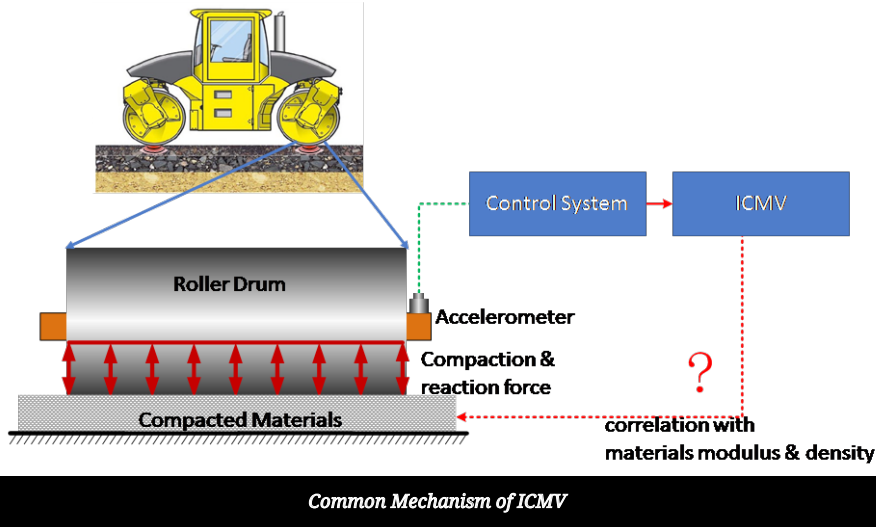 Control System
ICMV
Roller Drum
Accelerometer
Compaction &
reaction force
?
Compacted Materials
correlation with
materials modulus & density
Common Mechanism of ICMV